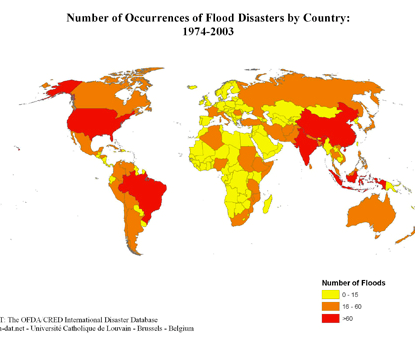 Number of Occurrences of Flood Disasters by Country:
1974-2003
Number of Floods
0 - 15
16 - 60
>60
T: The OFDA/CRED International Disaster Database
-dat.net - Université Catholique de Louvain - Brussels - Belgium